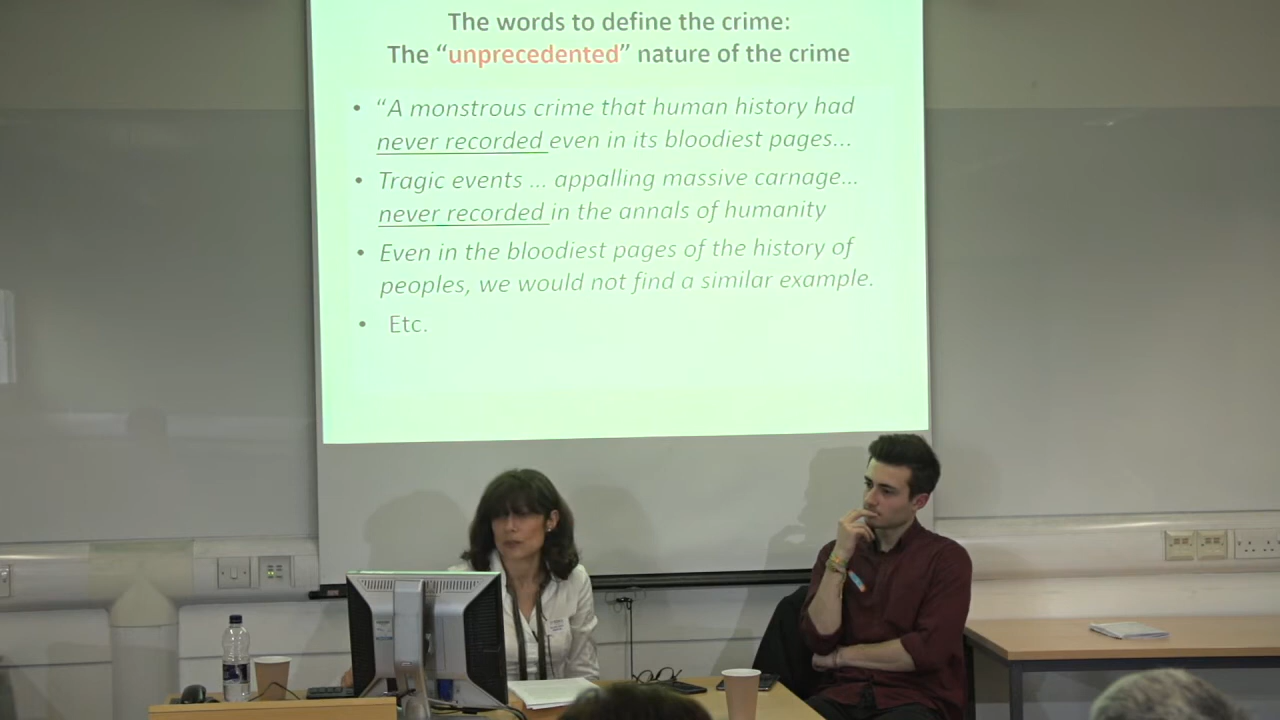 The words to define the crime:
The “unprecedented” nature of the crime
• “A monstrous crime that human history had
never recorded even in its bloodiest pages...
• Tragic events ... appalling massive carnage...
never recorded in the annals of humanity
• Even in the bloodiest pages of the history of
peoples, we would not find a similar example.
• Etc.